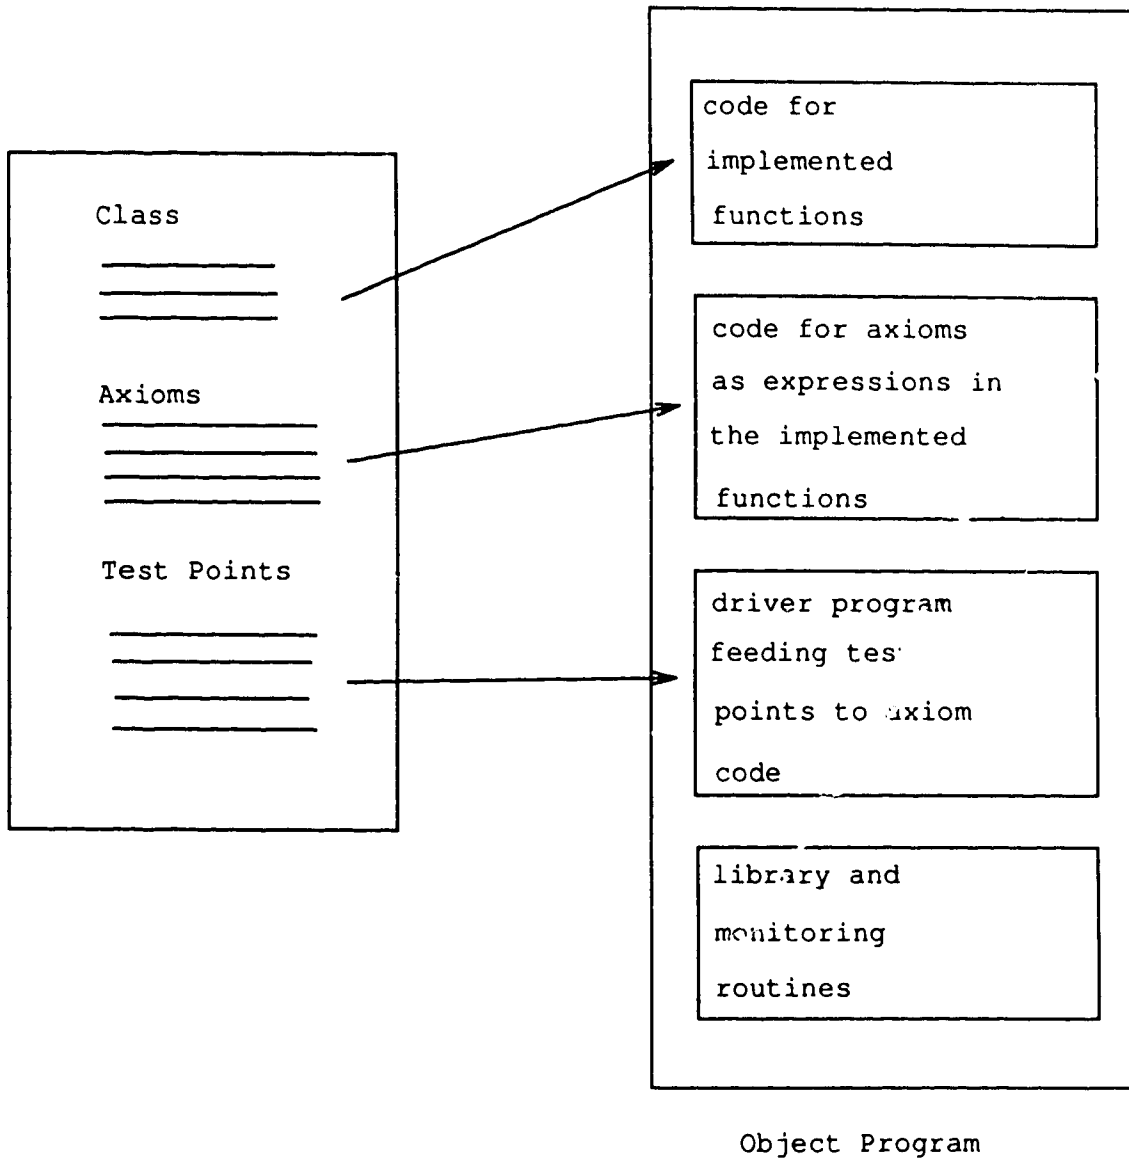 Class
Axioms
Test Points
code for
implemented
functions
code for axioms
as expressions in
the implemented
functions
driver program
feeding tes
points to axiom
code
library and
monitoring
routines
Object Program